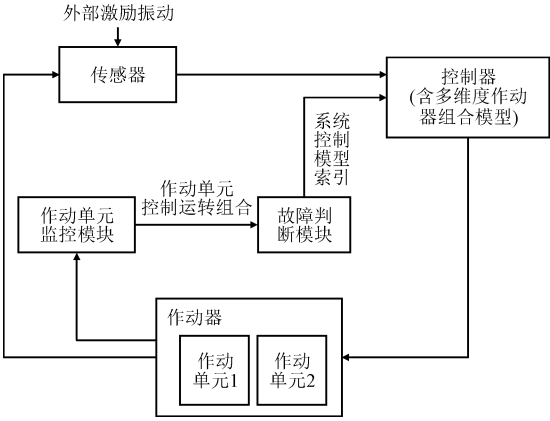 外部激励振动
传感器
控制器
(含多维度作动
器组合模型)
系统
控制
模型
索引
作动单元
控制运转组合
作动单元
监控模块
故障判
断模块
作动器
作动
单元1
作动
单元2